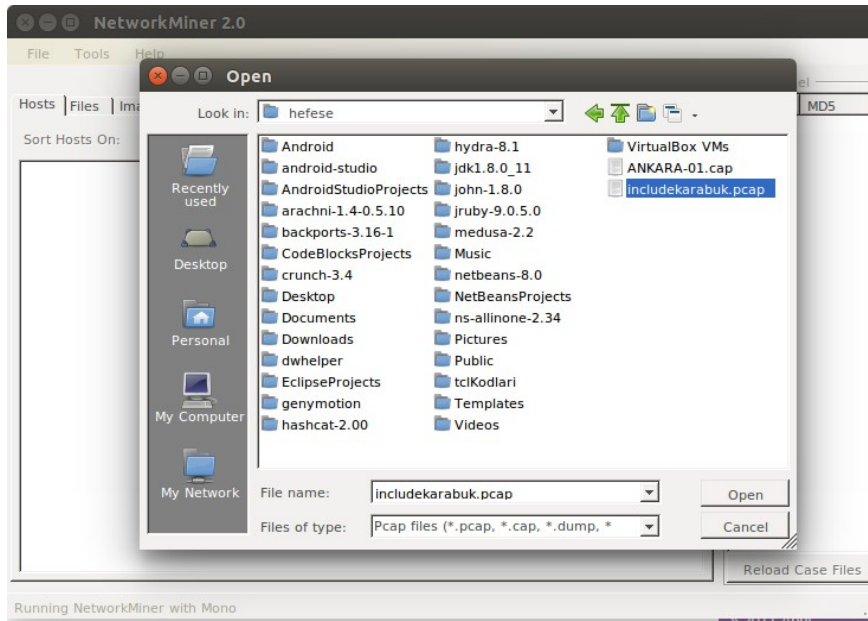 NetworkMiner 2.0
File Tools Help
Open
Hosts Files Ima
MD5
Sort Hosts On:
Look in: hefese
Recently used
Desktop
Personal
My Computer
My Network
Android
android-studio
AndroidStudioProjects
arachni-1.4-0.5.10
backports-3.16-1
CodeBlocksProjects
crunch-3.4
Desktop
Documents
Downloads
dwhelper
EclipseProjects
genymotion
hashcat-2.00
hydra-8.1
jdk1.8.0_11
john-1.8.0
jruby-9.0.5.0
medusa-2.2
Music
netbeans-8.0
NetBeansProjects
ns-allinone-2.34
Pictures
Public
tclKodlari
Templates
Videos
VirtualBox VMs
ANKARA-01.cap
includekarabuk.pcap
File name: includekarabuk.pcap
Open
Files of type: Pcap files (*.pcap, *.cap, *.dump, *
Cancel
Reload Case Files
Running NetworkMiner with Mono